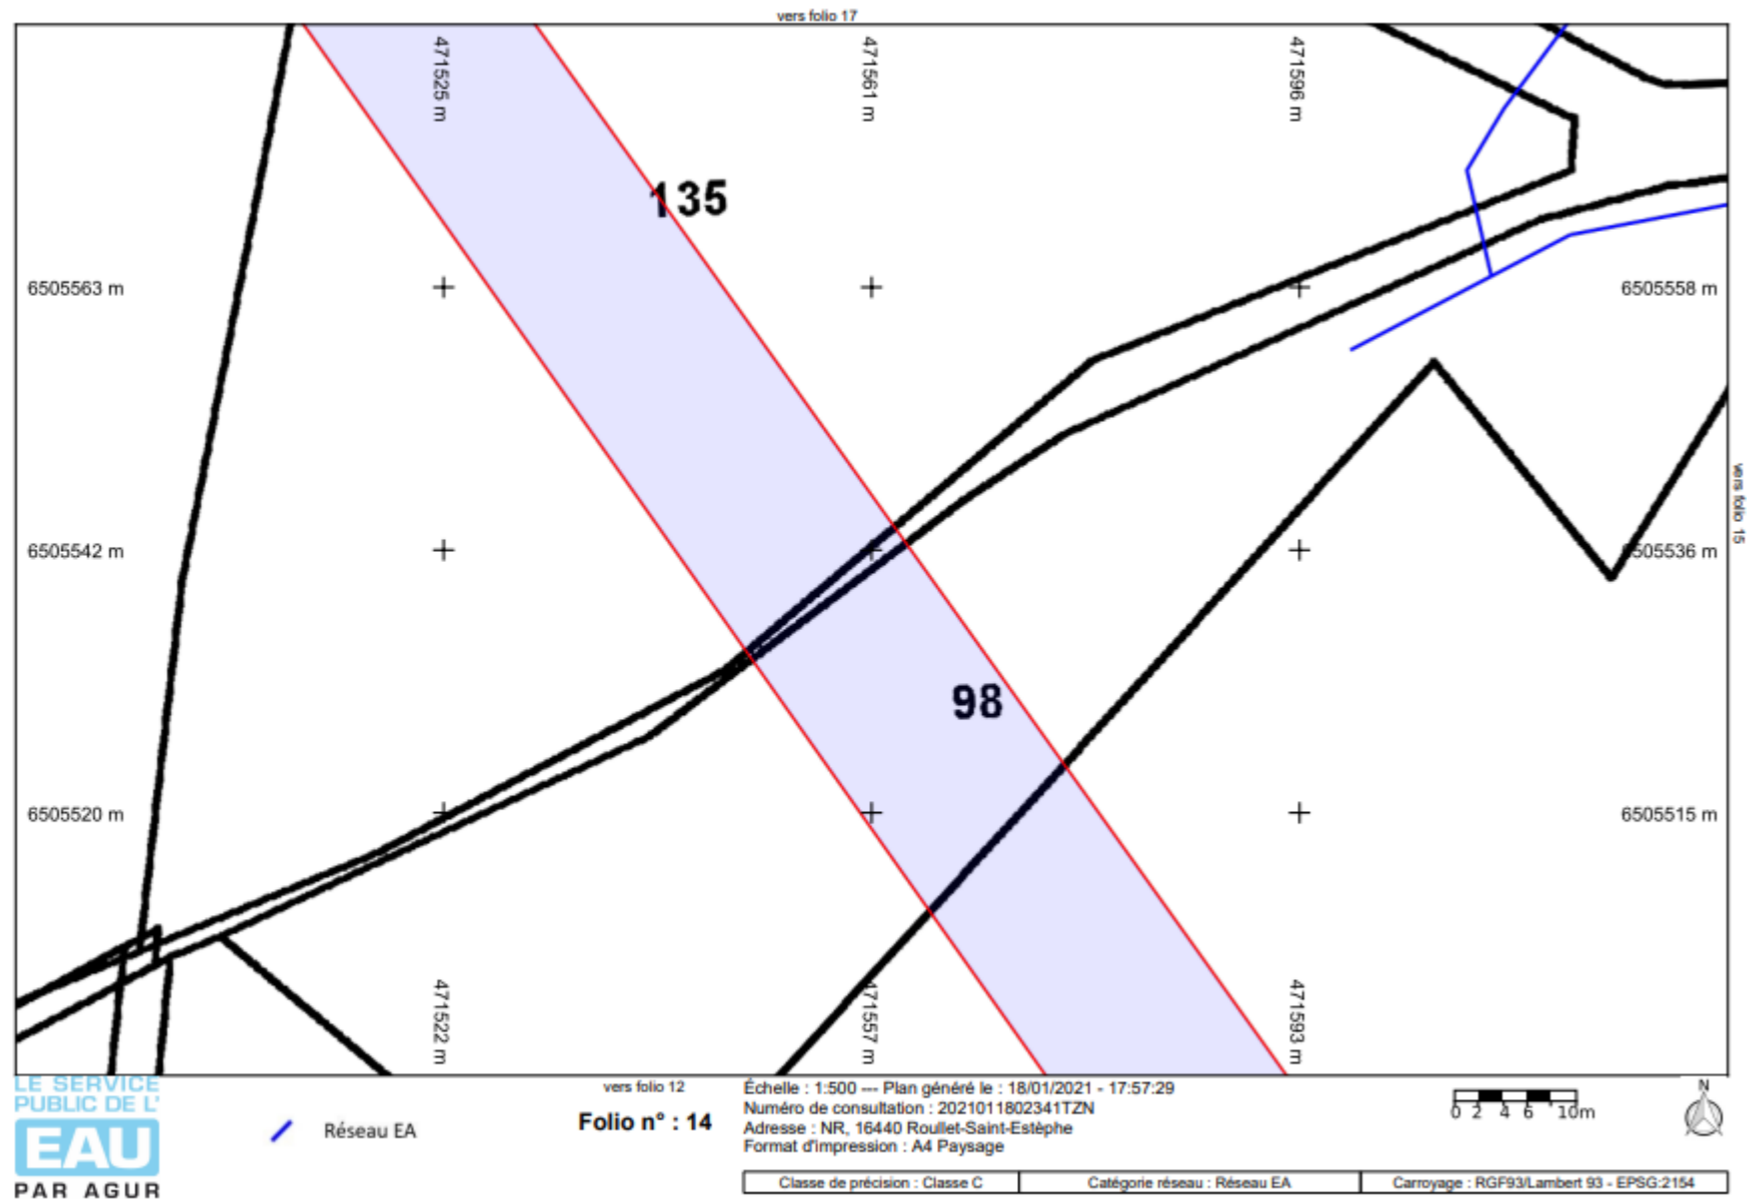 vers folio 17
471525 m
471561 m
471596 m
135
6505563 m
6505558 m
vers folio 15
6505542 m
6505536 m
98
6505520 m
6505515 m
471522 m
471557 m
471593 m
LE SERVICE
PUBLIC DE L'
EAU
PAR AGUR
Réseau EA
vers folio 12
Folio n° : 14
Échelle : 1:500 --- Plan généré le : 18/01/2021 - 17:57:29
Numéro de consultation : 2021011802341TZN
Adresse : NR, 16440 Roullet-Saint-Estèphe
Format d'impression : A4 Paysage
0 2 4 6 10m
N
Classe de précision : Classe C
Catégorie réseau : Réseau EA
Carroyage : RGF93/Lambert 93 - EPSG:2154